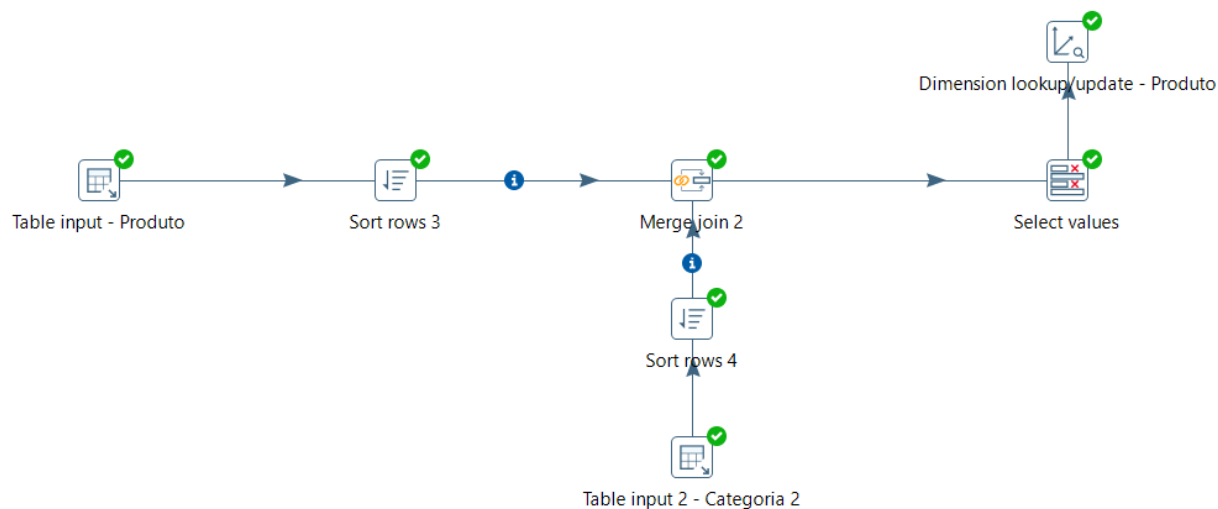 Dimension lookup/update - Produto
Table input - Produto
Sort rows 3
Merge join 2
Select values
Sort rows 4
Table input 2 - Categoria 2